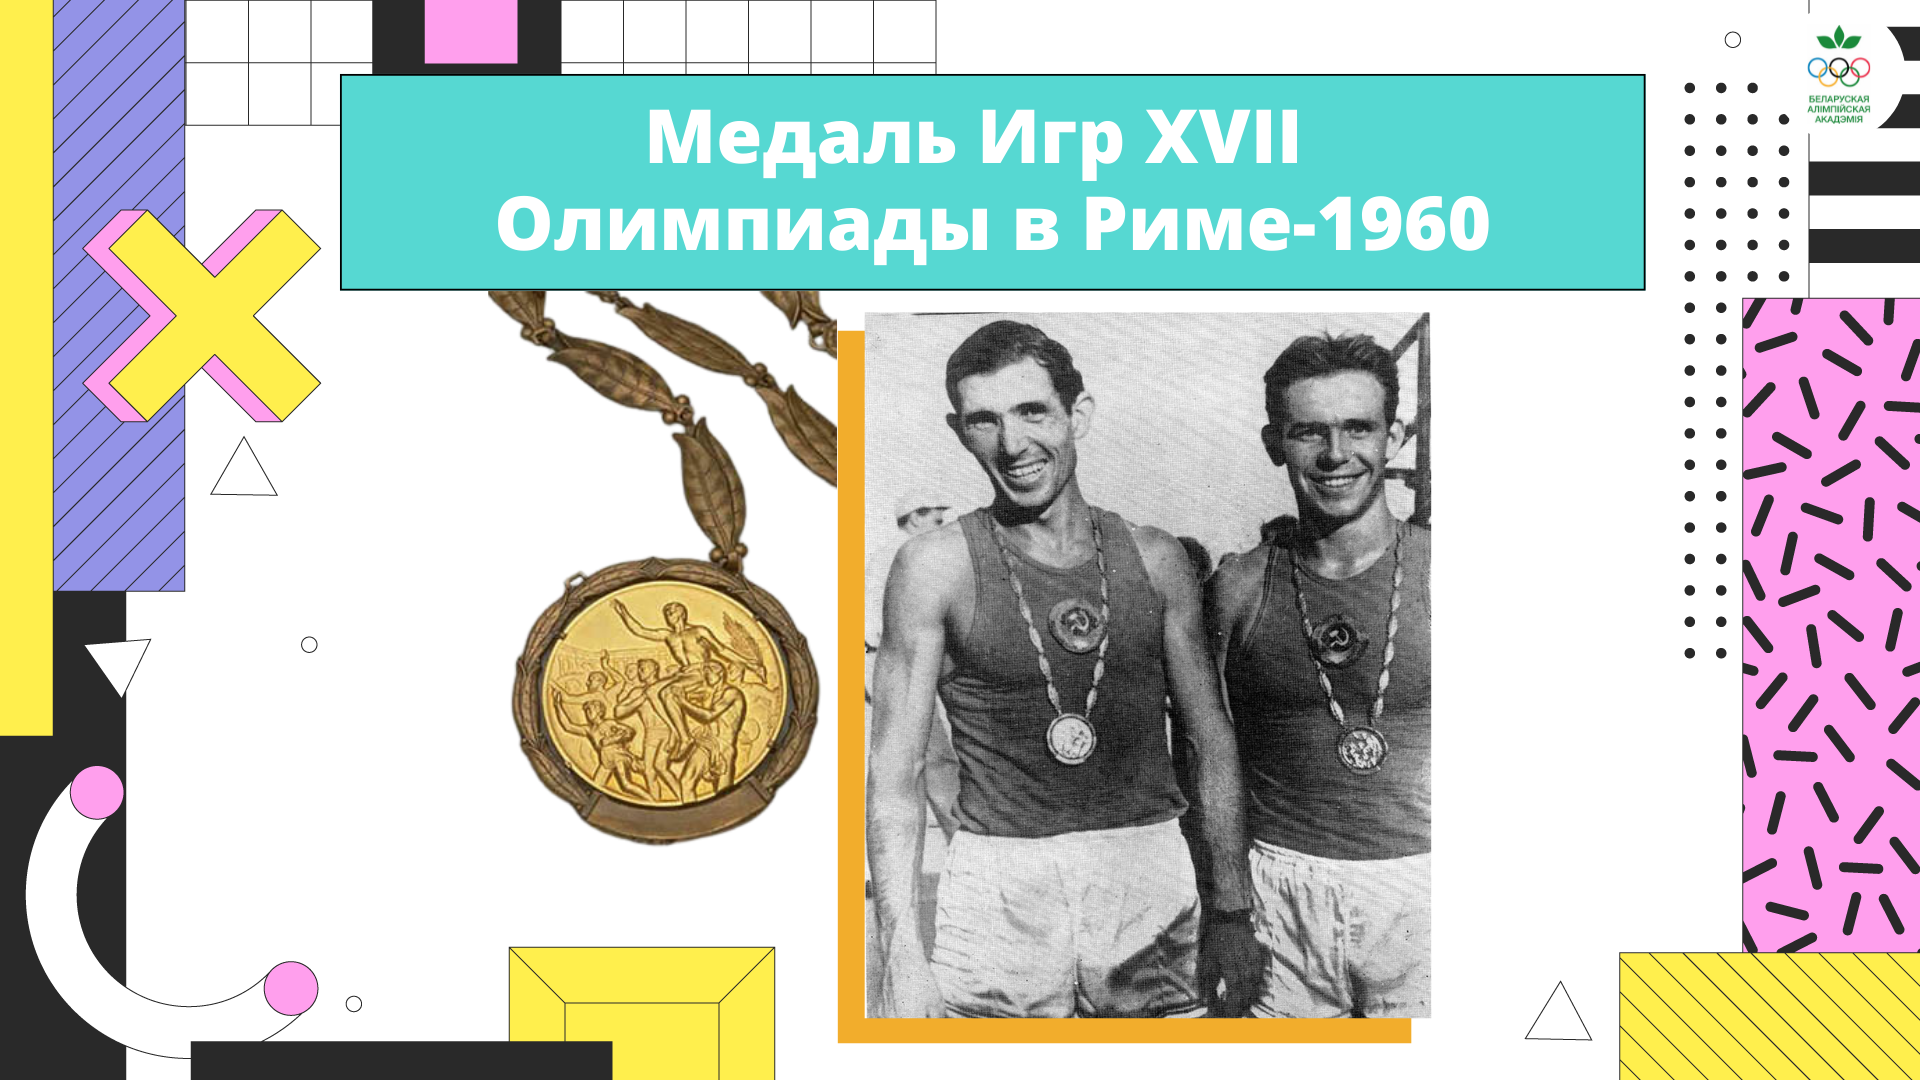 Медаль Игр XVII
Олимпиады в Риме-1960
БЕЛАРУСКАЯ
АЛІМПІЙСКАЯ
АКАДЭМІЯ